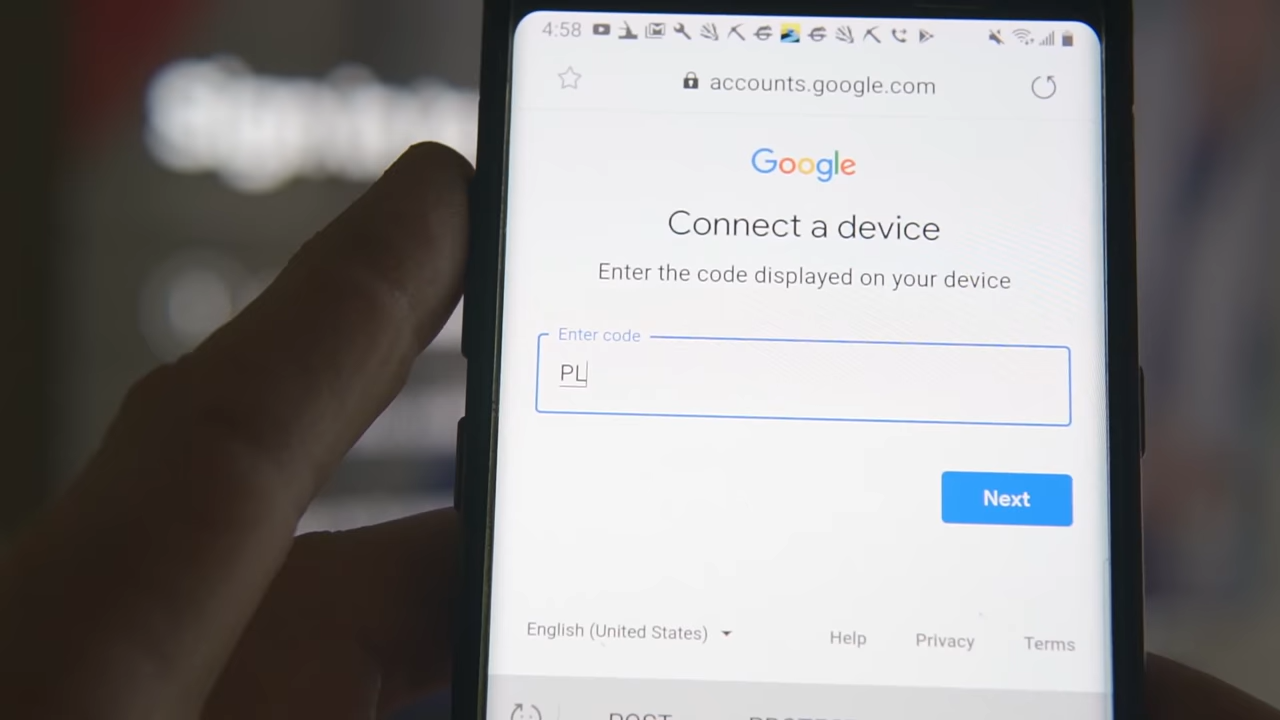 4:58
accounts.google.com
Google
Connect a device
Enter the code displayed on your device
Enter code
PL
Next
English (United States)
Help Privacy Terms